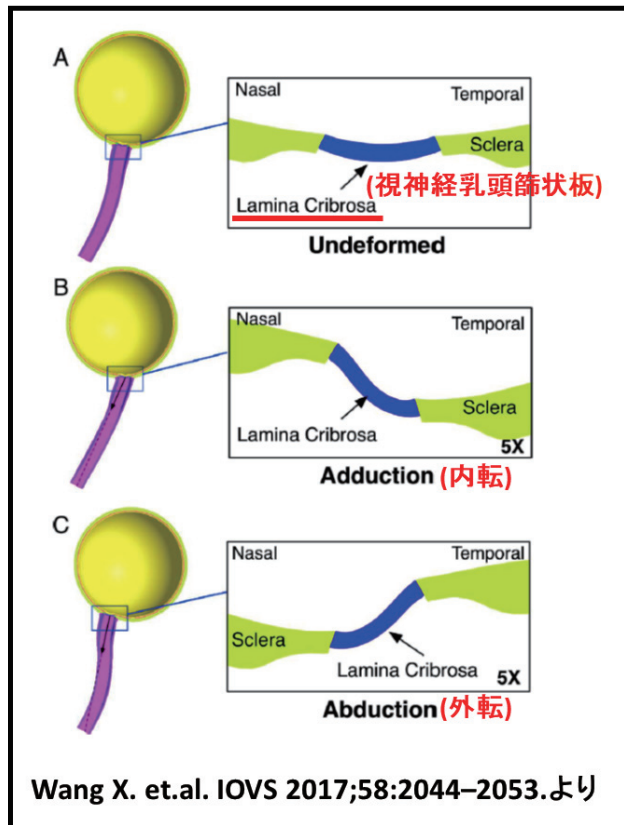 A
Nasal
Temporal
Sclera
(視神経乳頭篩状板)
Lamina Cribrosa
Undeformed
B
Nasal
Temporal
Lamina Cribrosa
Sclera
5X
Adduction (内転)
C
Nasal
Temporal
Sclera
Lamina Cribrosa
5X
Abduction (外転)
Wang X. et.al. IOVS 2017;58:2044–2053.より